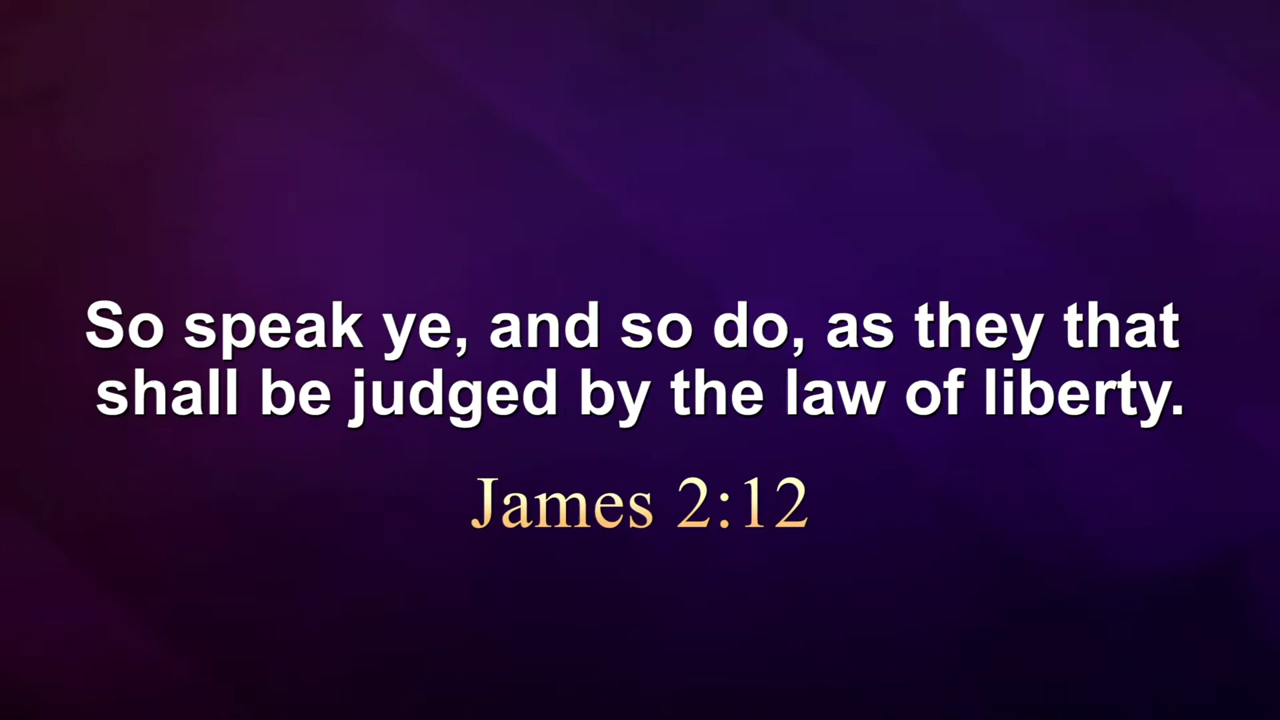 So speak ye, and so do, as they that
shall be judged by the law of liberty.
James 2:12